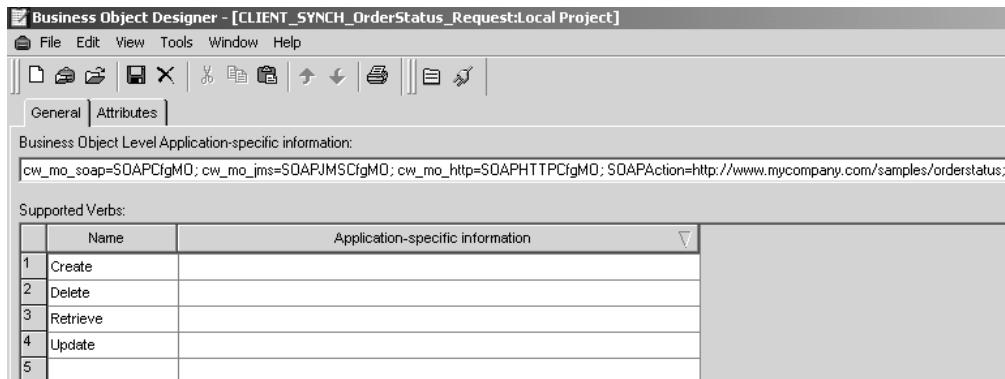 Business Object Designer - [CLIENT_SYNCH_OrderStatus_Request:Local Project]
File Edit View Tools Window Help
General Attributes
Business Object Level Application-specific information:
cw_mo_soap=SOAPCfgMO; cw_mo_jms=SOAPJMSCfgMO; cw_mo_http=SOAPHTTPCfgMO; SOAPAction=http://www.mycompany.com/samples/orderstatus;
Supported Verbs:
Name Application-specific information
1 Create
2 Delete
3 Retrieve
4 Update
5